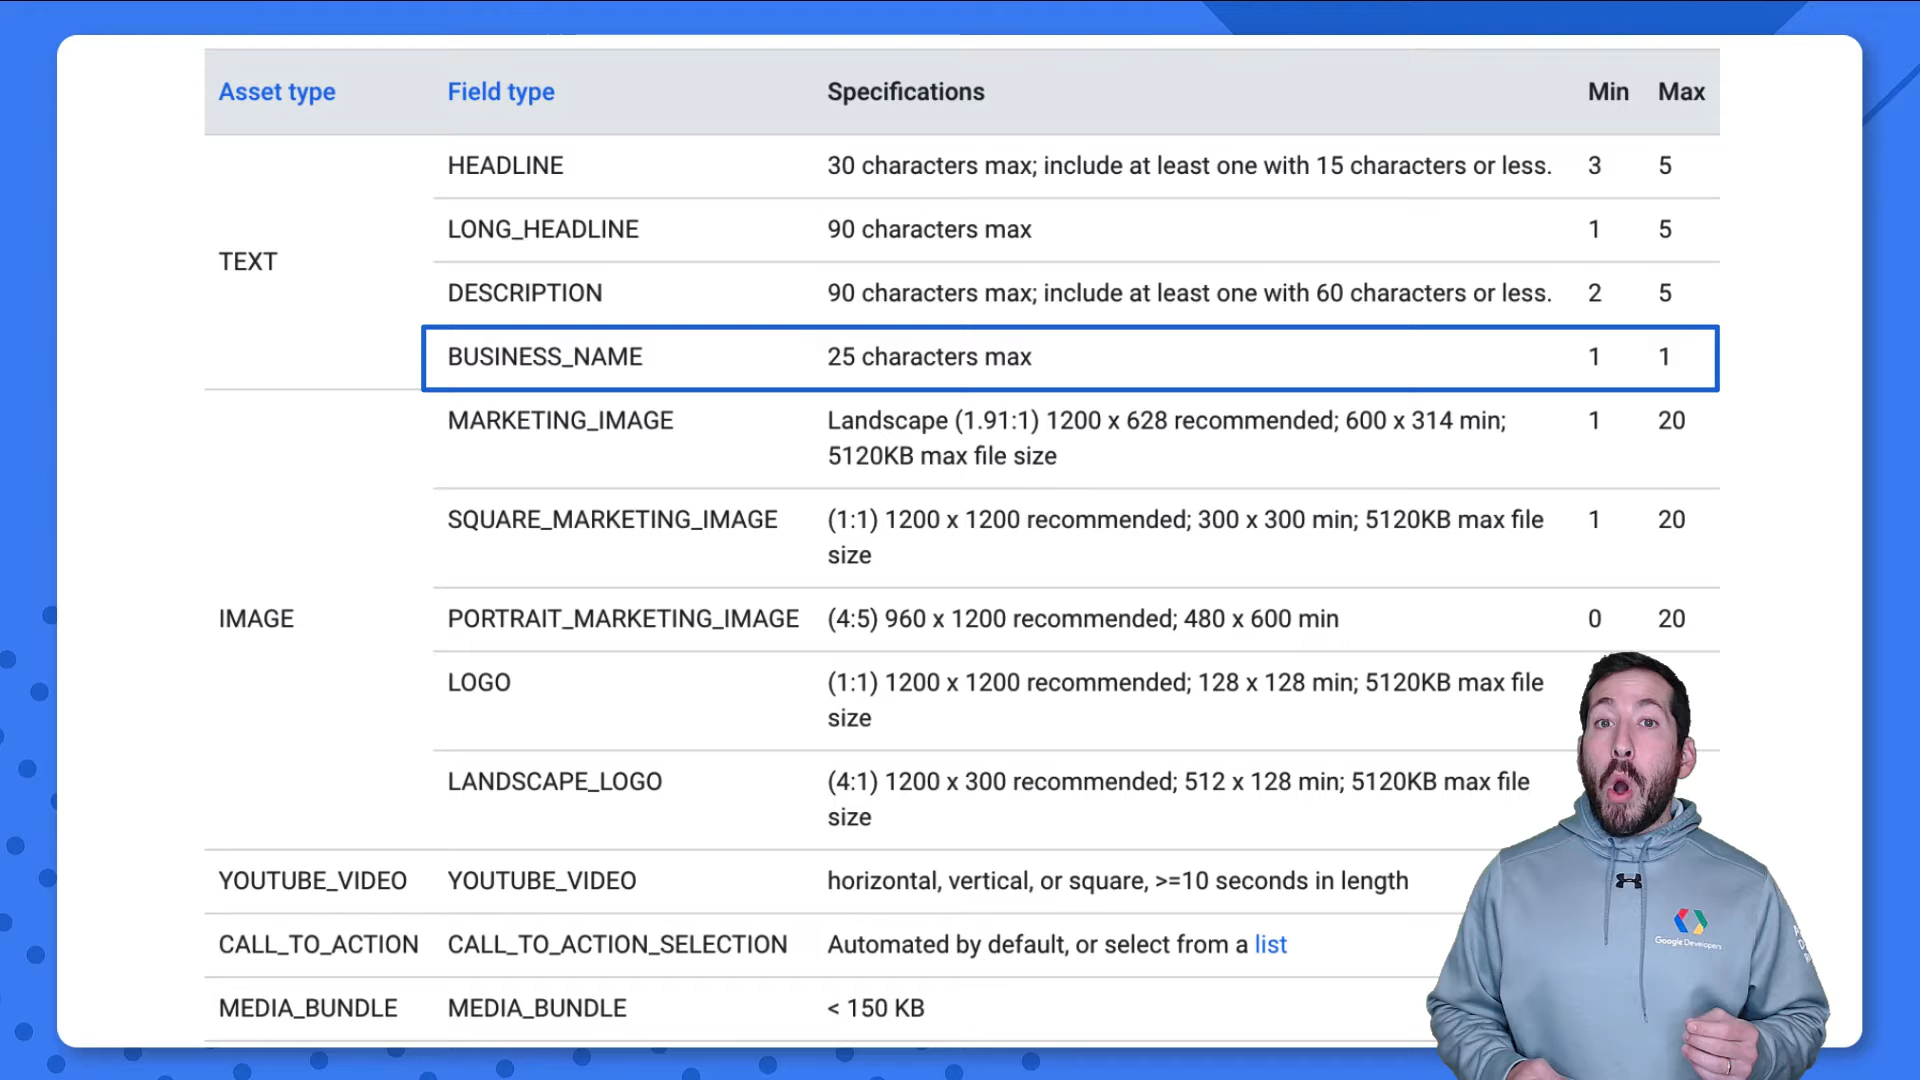 Asset type Field type Specifications Min Max
HEADLINE 30 characters max; include at least one with 15 characters or less. 3 5
LONG_HEADLINE 90 characters max 1 5
TEXT
DESCRIPTION 90 characters max; include at least one with 60 characters or less. 2 5
BUSINESS_NAME 25 characters max 1 1
MARKETING_IMAGE Landscape (1.91:1) 1200 x 628 recommended; 600 x 314 min; 1 20
5120KB max file size
SQUARE_MARKETING_IMAGE (1:1) 1200 x 1200 recommended; 300 x 300 min; 5120KB max file 1 20
size
IMAGE PORTRAIT_MARKETING_IMAGE (4:5) 960 x 1200 recommended; 480 x 600 min 0 20
LOGO (1:1) 1200 x 1200 recommended; 128 x 128 min; 5120KB max file
size
LANDSCAPE_LOGO (4:1) 1200 x 300 recommended; 512 x 128 min; 5120KB max file
size
YOUTUBE_VIDEO YOUTUBE_VIDEO horizontal, vertical, or square, >=10 seconds in length
CALL_TO_ACTION CALL_TO_ACTION_SELECTION Automated by default, or select from a list
MEDIA_BUNDLE MEDIA_BUNDLE < 150 KB
Google Developers